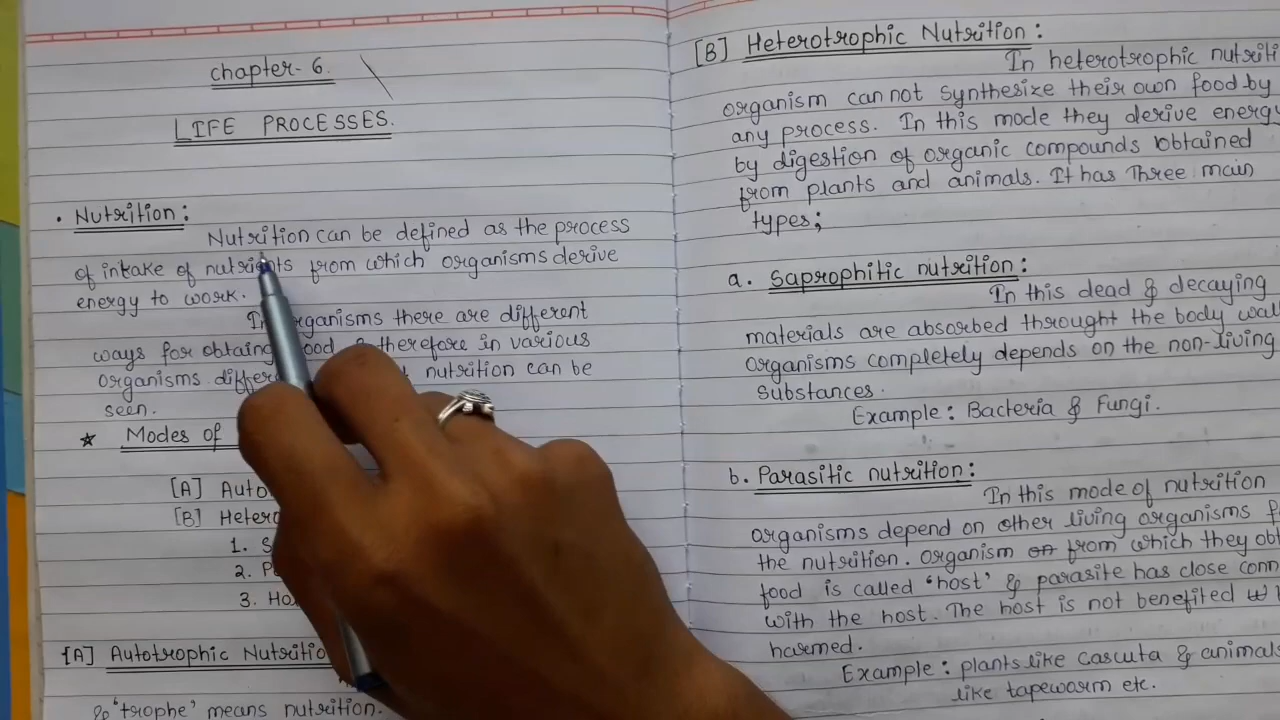 chapter-6.
LIFE PROCESSES.
• Nutrition:
Nutrition can be defined as the process
of intake of nutrients from which organisms derive
energy to work.
In organisms there are different
ways for obtaing food & therefore in various
organisms nutrition can be
seen.
★ Modes of
[A]
[B]
1.
2.
3.
[A] Autotrophic
& 'trophe' means nutrition.
[B] Heterotrophic Nutrition:
In heterotrophic
organism can not synthesize their own food by
any process. In this mode they derive energy
by digestion of organic compounds obtained
from plants and animals. It has Three main
types;
a. Saprophitic nutrition:
In this dead & decaying
materials are absorbed throught the body
organisms completely depends on the non-living
substances.
Example: Bacteria & Fungi.
b. Parasitic nutrition:
In this mode of nutrition
organisms depend on other living organisms
the nutrition. organism from which they
food is called 'host' & parasite has close
with the host. The host is not benefited
harmed.
Example: plants like cascuta & animals
like tapeworm etc.